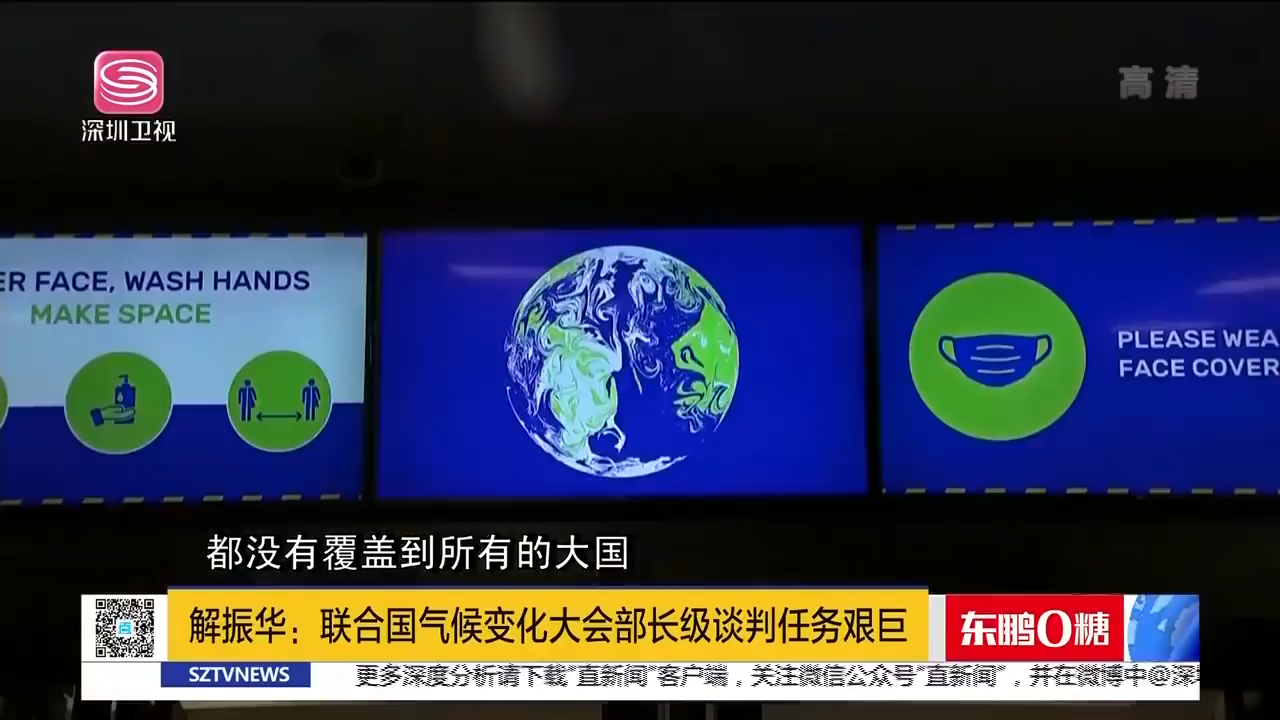 深圳卫视
高清
ER FACE, WASH HANDS
MAKE SPACE
PLEASE WEA
FACE COVER
都没有覆盖到所有的大国
解振华：联合国气候变化大会部长级谈判任务艰巨
东鹏0糖
SZTVNEWS
更多深度分析请下载“直新闻”客户端，关注微信公众号“直新闻”，并在微博中@深